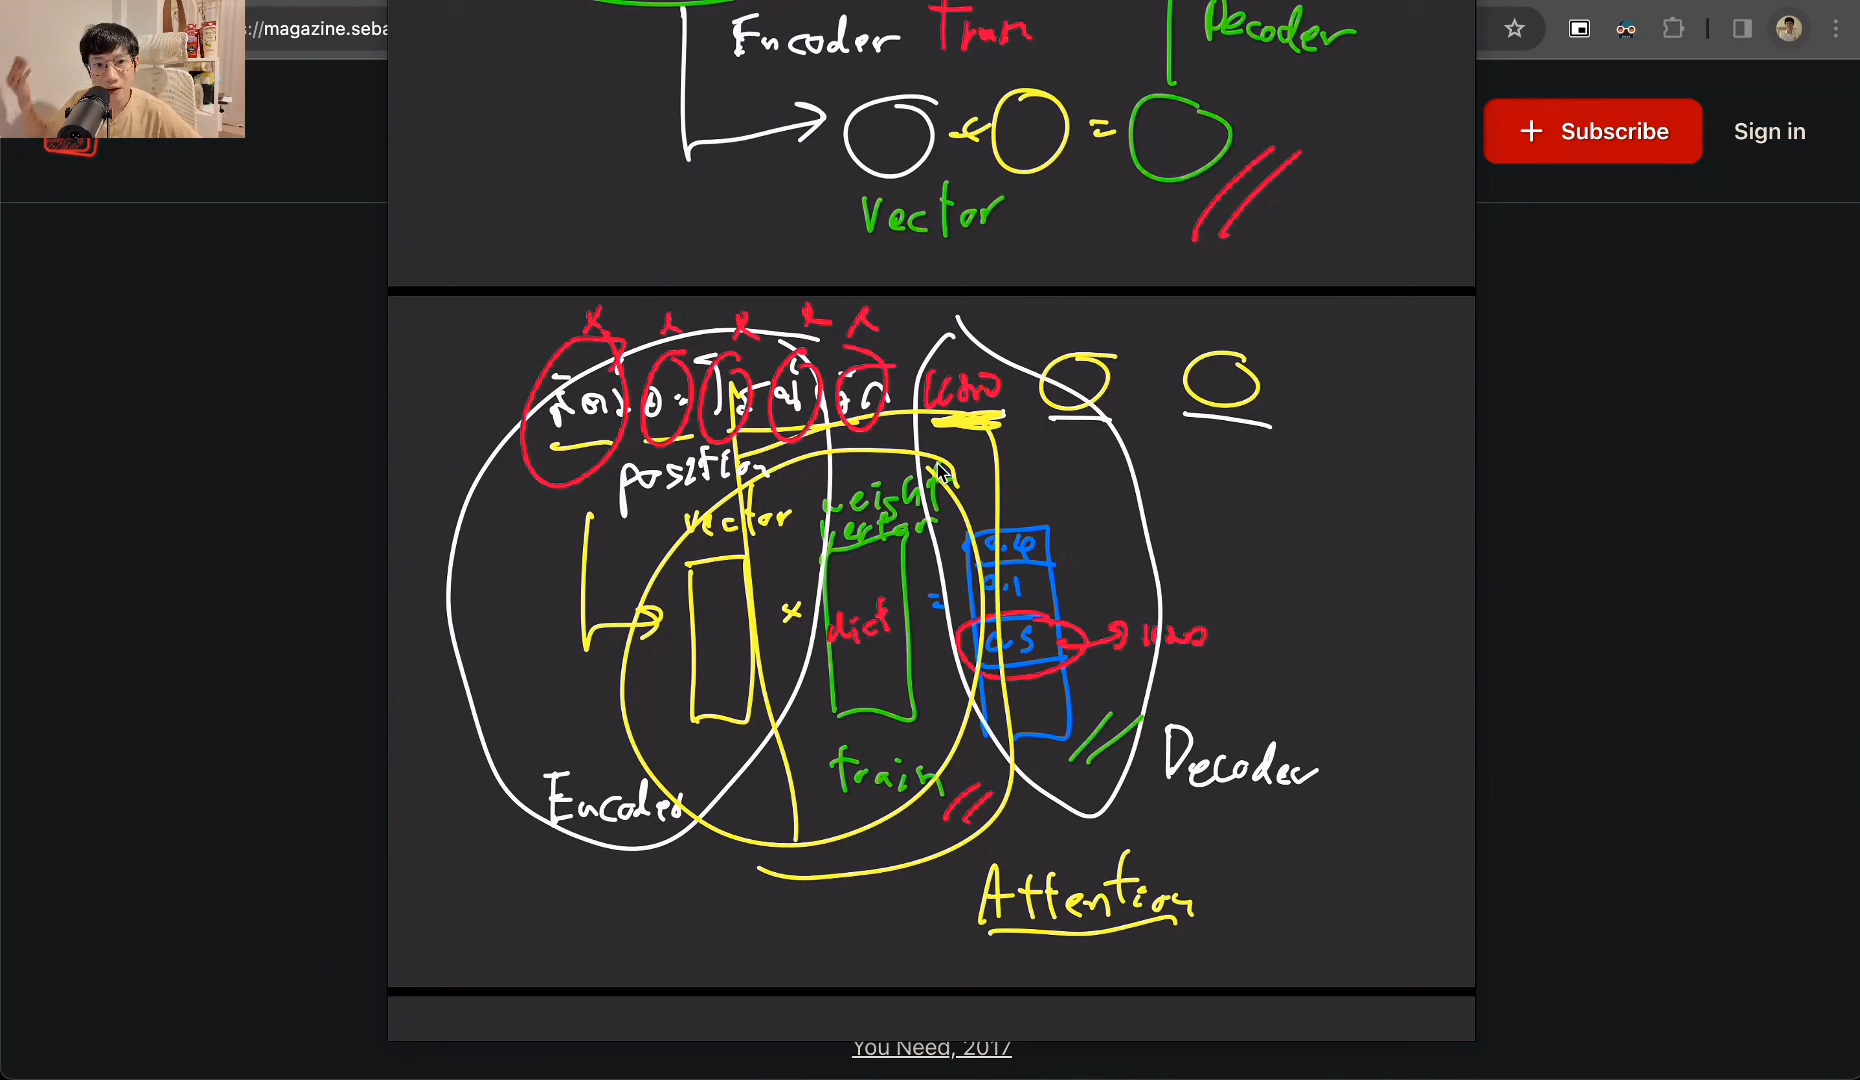 ://magazine.seba
Encoder
Train
Decoder
=
vector
Subscribe
Sign in
position
vector
weight
vector
×
dict
=
0.4
0.1
0.5
train
Encoder
Decoder
Attention
You Need, 2017